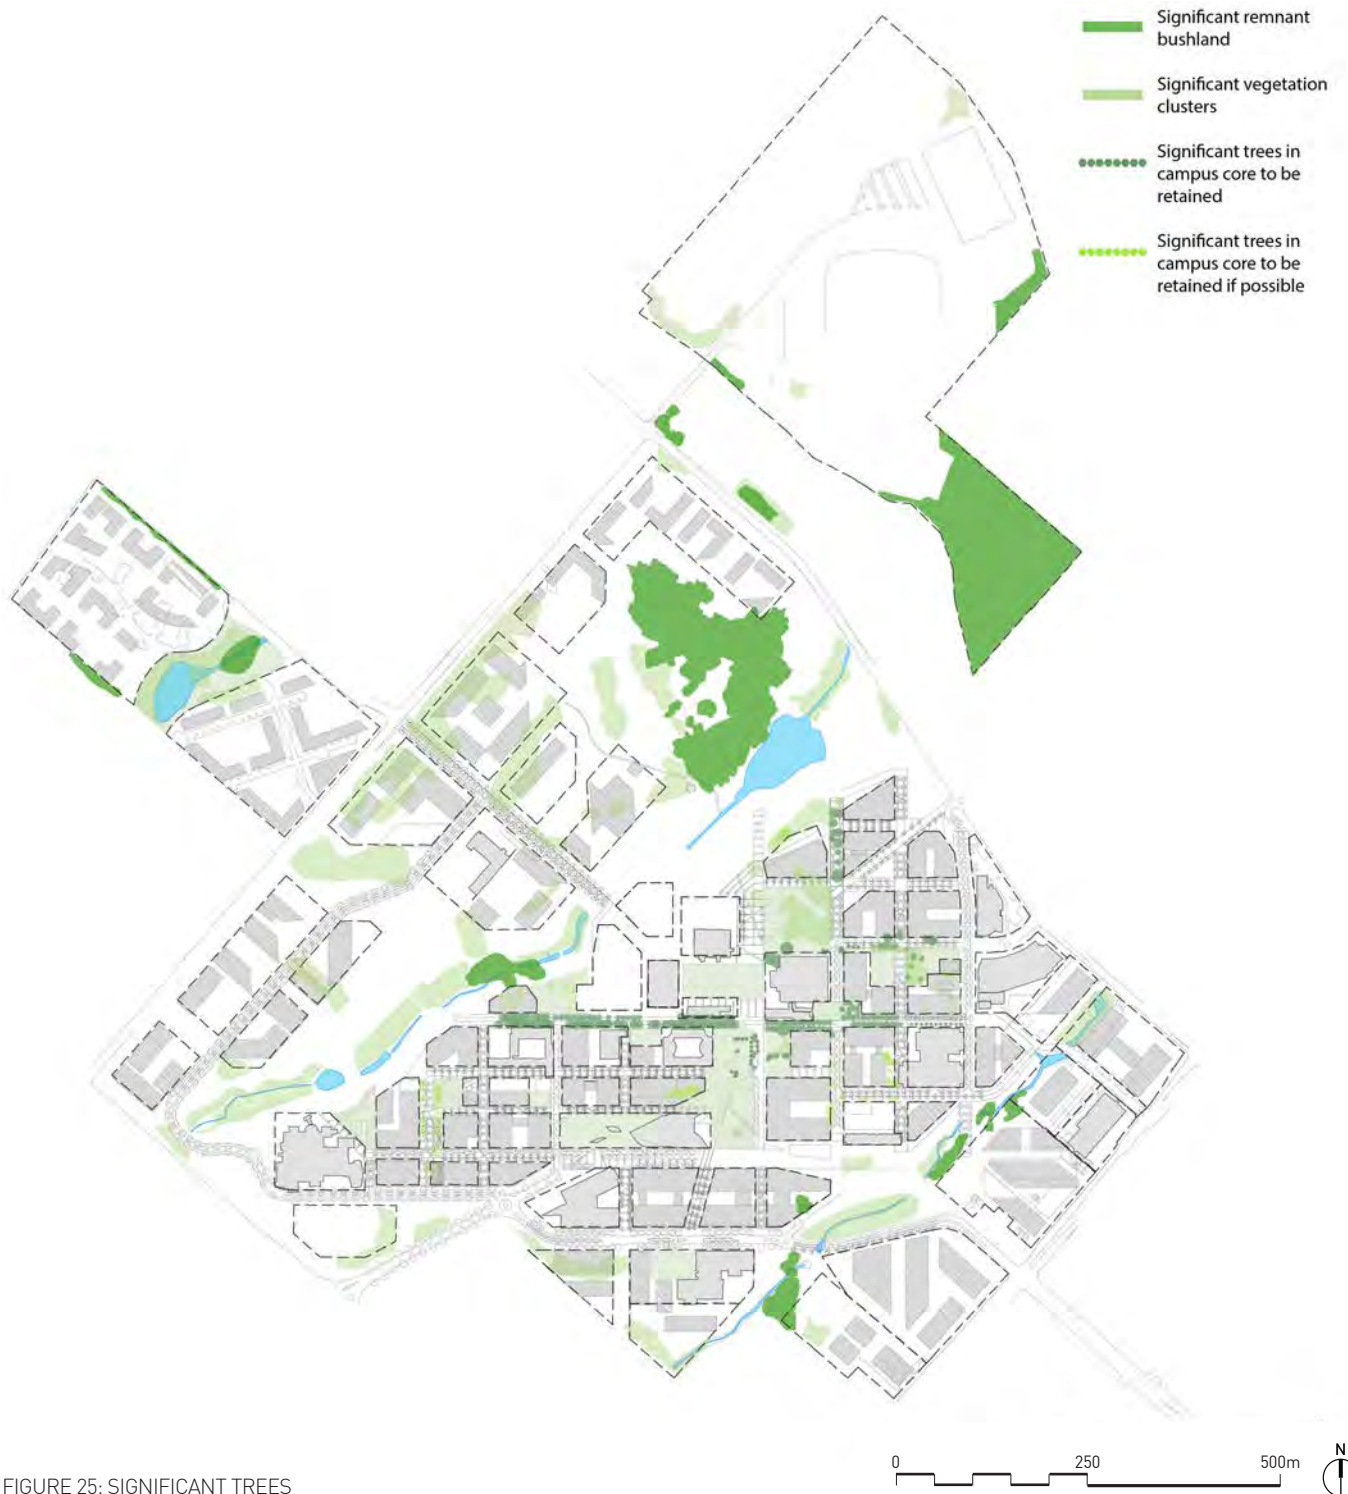 Significant remnant
bushland
Significant vegetation
clusters
Significant trees in
campus core to be
retained
Significant trees in
campus core to be
retained if possible
0 250 500m
N
FIGURE 25: SIGNIFICANT TREES